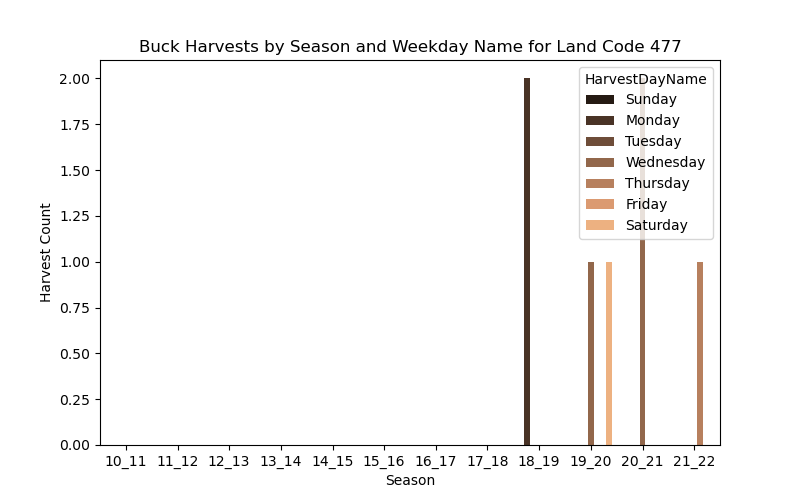 Buck Harvests by Season and Weekday Name for Land Code 477
HarvestDayName
Sunday
Monday
Tuesday
Wednesday
Thursday
Friday
Saturday
Harvest Count
2.00
1.75
1.50
1.25
1.00
0.75
0.50
0.25
0.00
10_11 11_12 12_13 13_14 14_15 15_16 16_17 17_18 18_19 19_20 20_21 21_22
Season